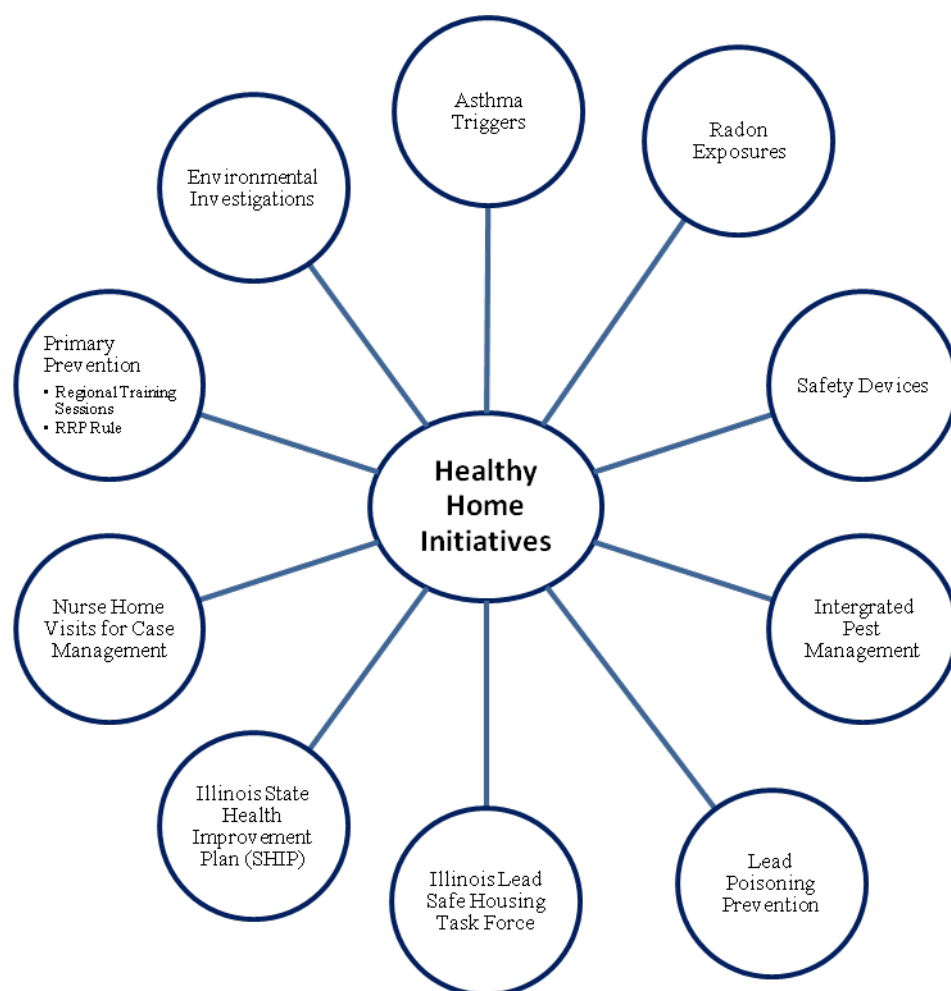 Asthma
Triggers
Radon
Exposures
Safety Devices
Intergrated
Pest
Management
Lead
Poisoning
Prevention
Illinois Lead
Safe Housing
Task Force
Illinois State
Health
Improvement
Plan (SHIP)
Nurse Home
Visits for Case
Management
Primary
Prevention
▪ Regional Training
Sessions
▪ RRP Rule
Environmental
Investigations
Healthy
Home
Initiatives